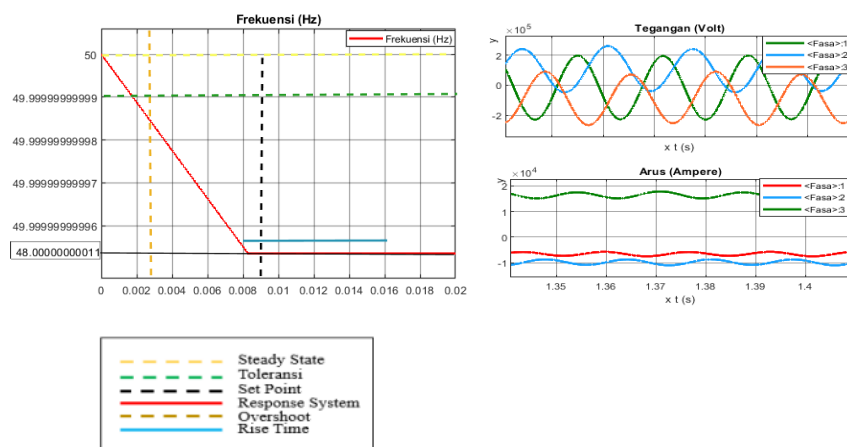 Frekuensi (Hz)
Frekuensi (Hz)
50
49.99999999999
49.99999999998
49.99999999997
49.99999999996
48.00000000011
0 0.002 0.004 0.006 0.008 0.01 0.012 0.014 0.016 0.018 0.02
Tegangan (Volt)
y
×10⁵
<Fasa>:1
<Fasa>:2
<Fasa>:3
2
0
-2
x t (s)
Arus (Ampere)
y
×10⁴
<Fasa>:1
<Fasa>:2
<Fasa>:3
2
1
0
-1
1.35 1.36 1.37 1.38 1.39 1.4
x t (s)
Steady State
Toleransi
Set Point
Response System
Overshoot
Rise Time